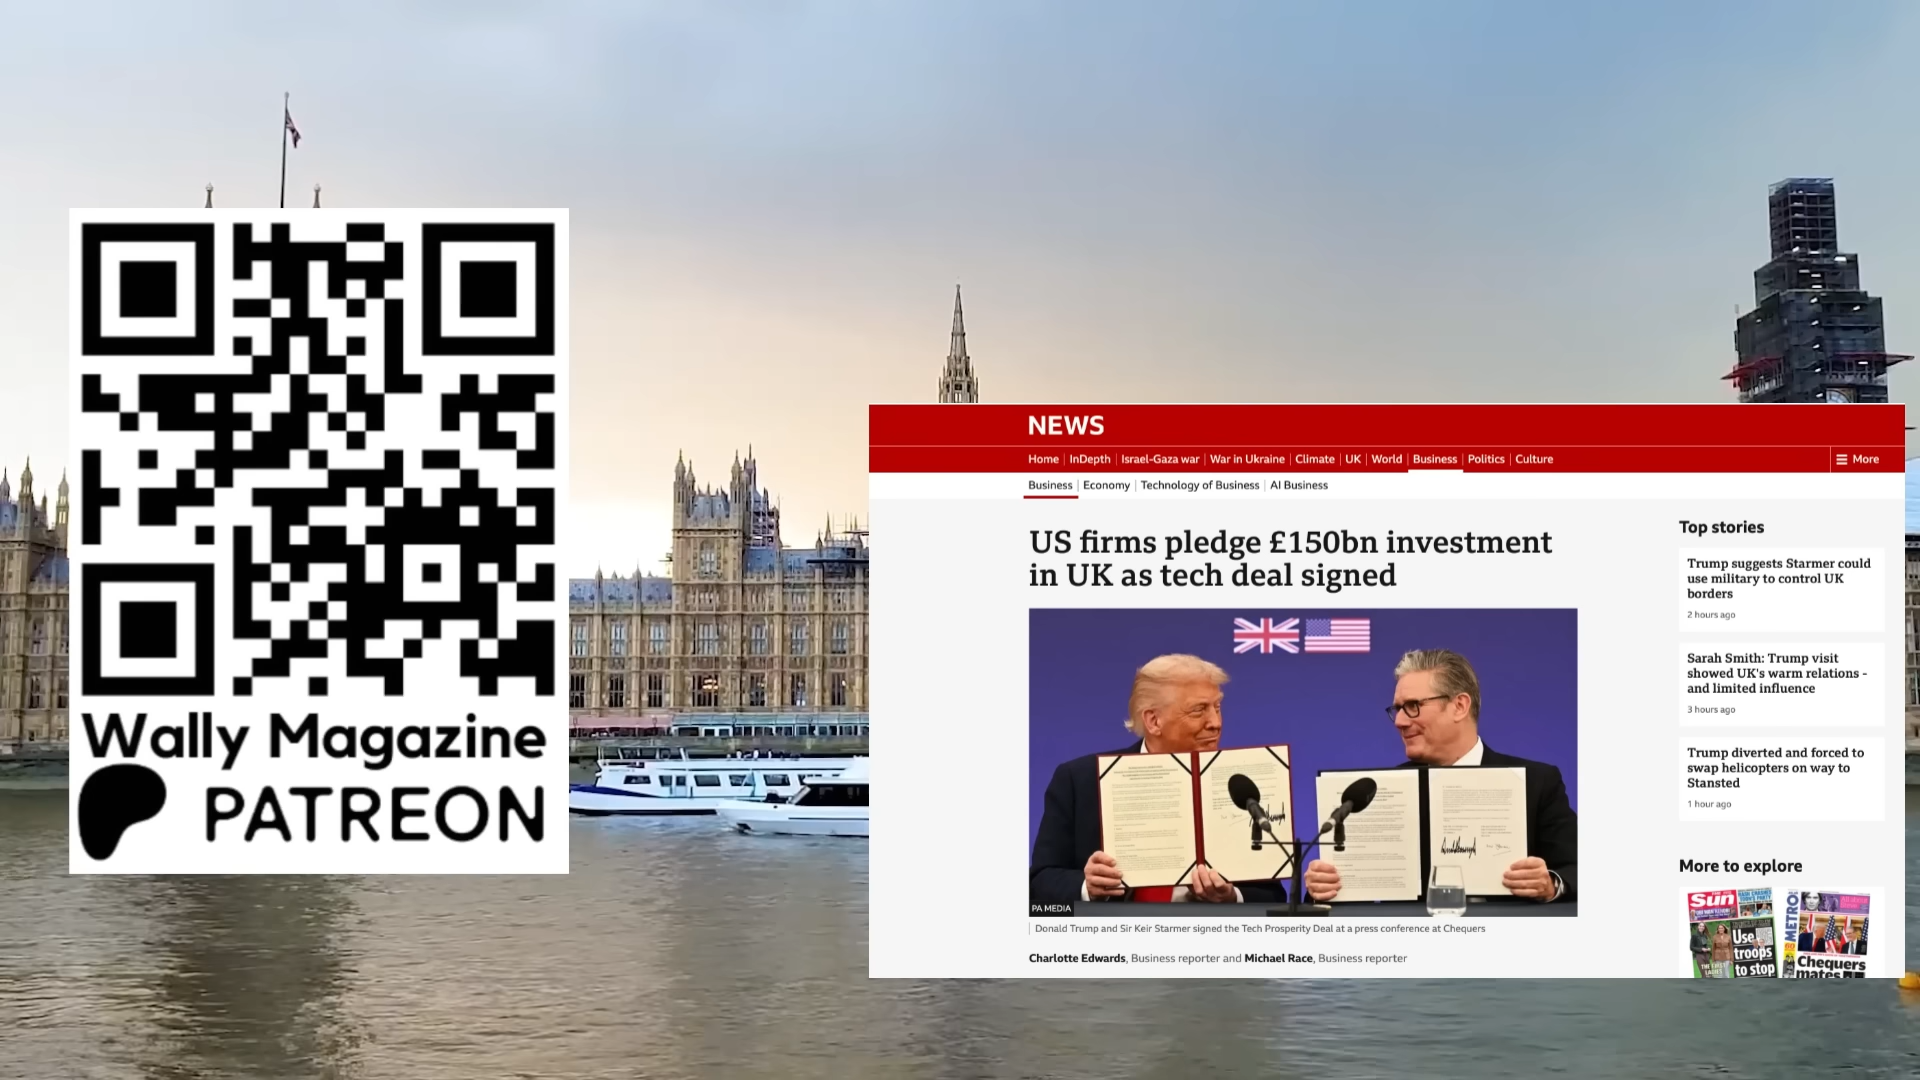 Wally Magazine
PATREON
NEWS
Home InDepth Israel-Gaza war War in Ukraine Climate UK World Business Politics Culture
More
Business Economy Technology of Business AI Business
US firms pledge £150bn investment
in UK as tech deal signed
PA MEDIA
Donald Trump and Sir Keir Starmer signed the Tech Prosperity Deal at a press conference at Chequers
Charlotte Edwards, Business reporter and Michael Race, Business reporter
Top stories
Trump suggests Starmer could
use military to control UK
borders
2 hours ago
Sarah Smith: Trump visit
showed UK's warm relations -
and limited influence
3 hours ago
Trump diverted and forced to
swap helicopters on way to
Stansted
1 hour ago
More to explore
Sun
Use
troops
to stop
METRO
Chequers
mates